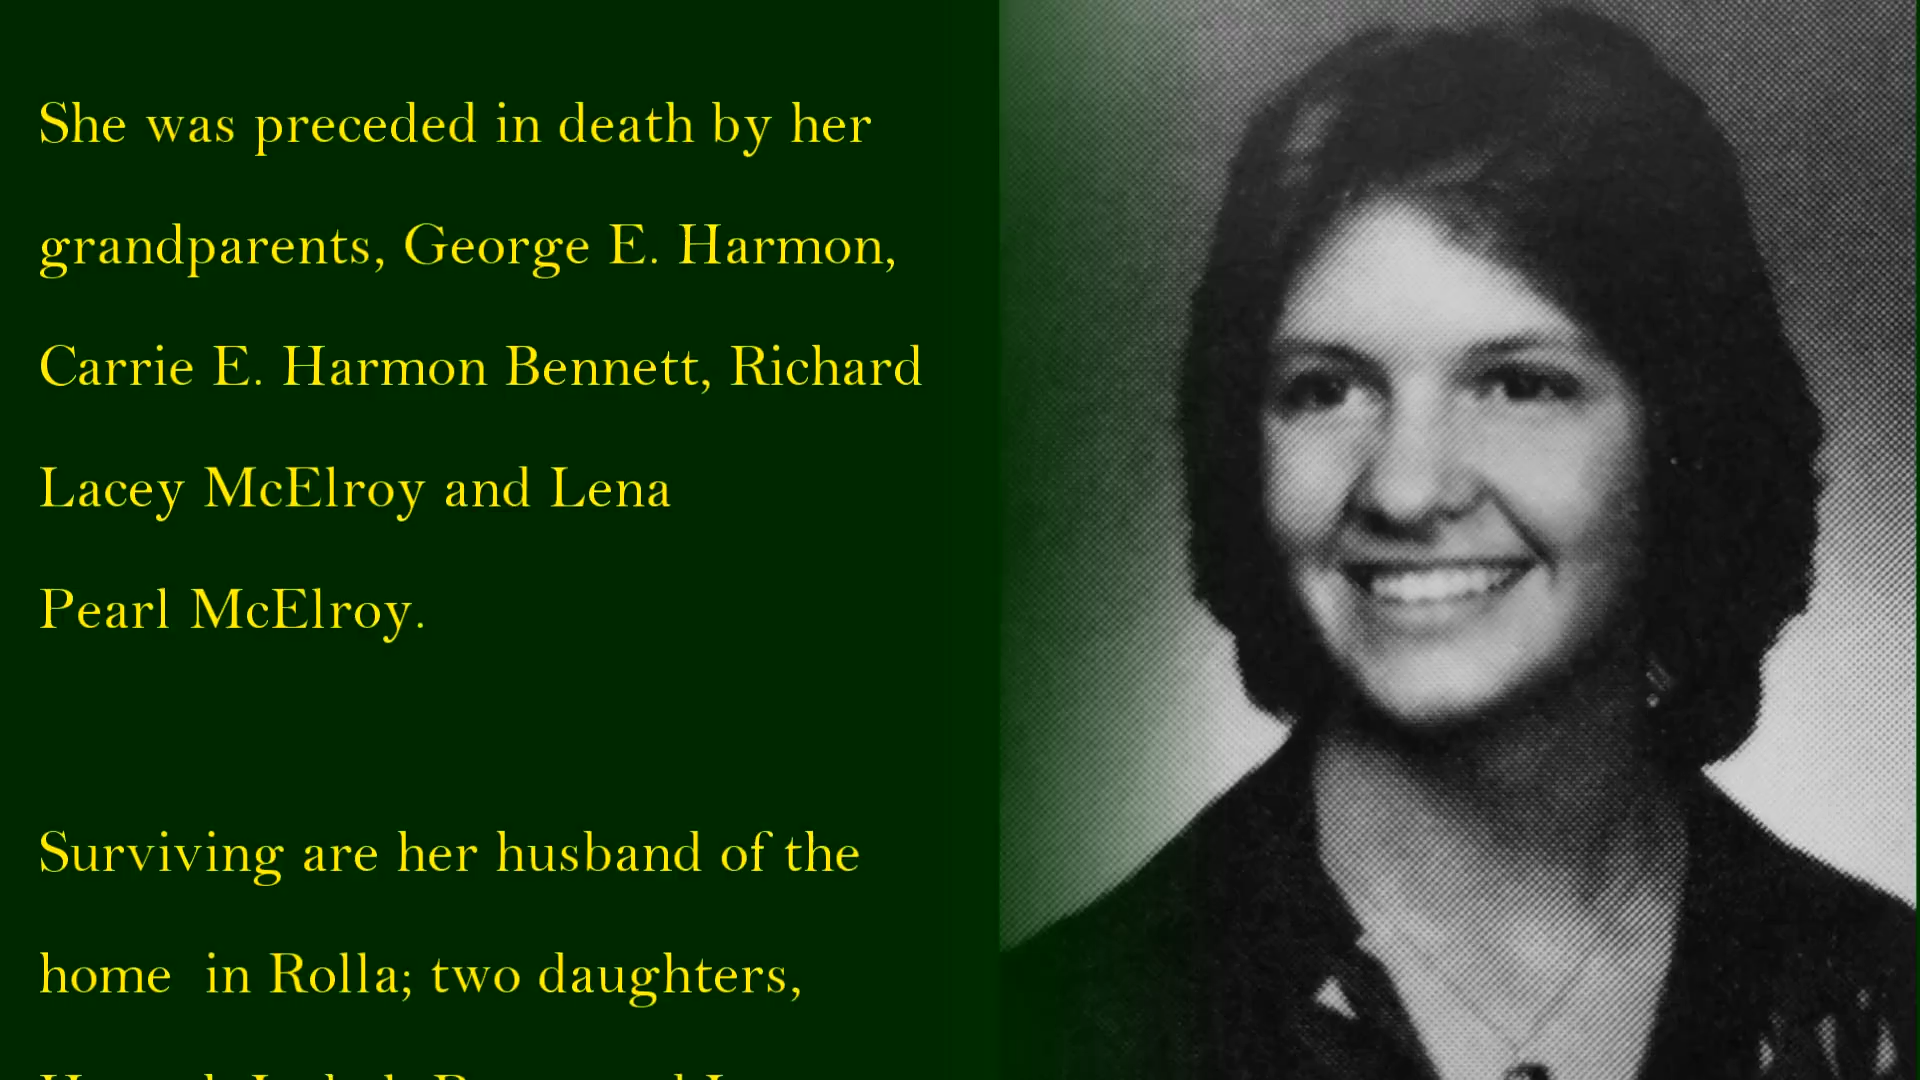 She was preceded in death by her
grandparents, George E. Harmon,
Carrie E. Harmon Bennett, Richard
Lacey McElroy and Lena
Pearl McElroy.
Surviving are her husband of the
home in Rolla; two daughters,